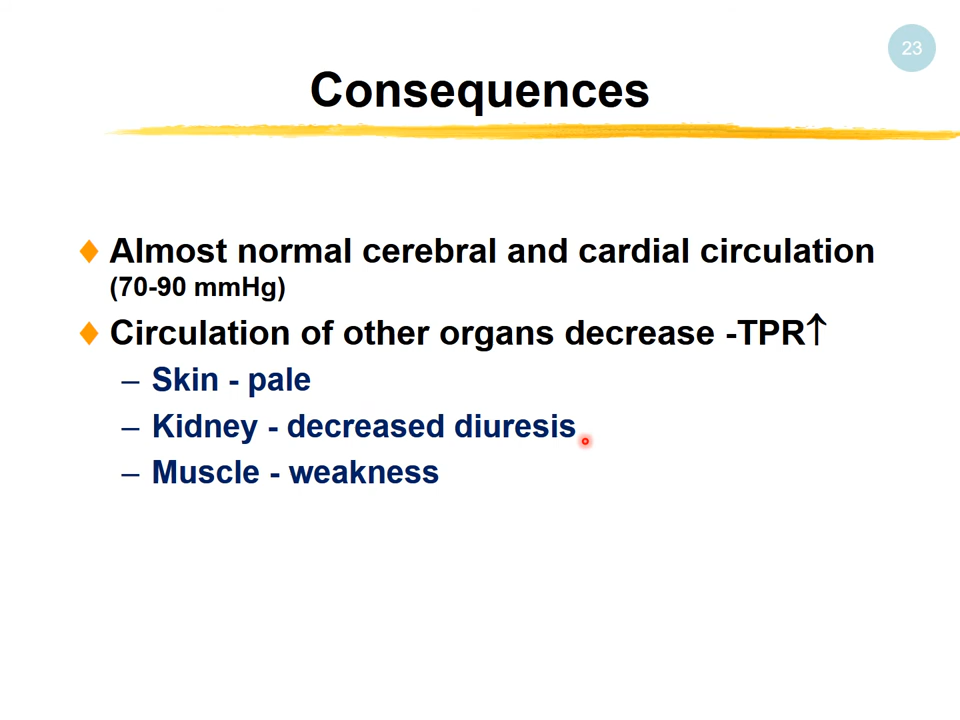 23
Consequences
Almost normal cerebral and cardial circulation
(70-90 mmHg)
Circulation of other organs decrease -TPR↑
– Skin - pale
– Kidney - decreased diuresis
– Muscle - weakness